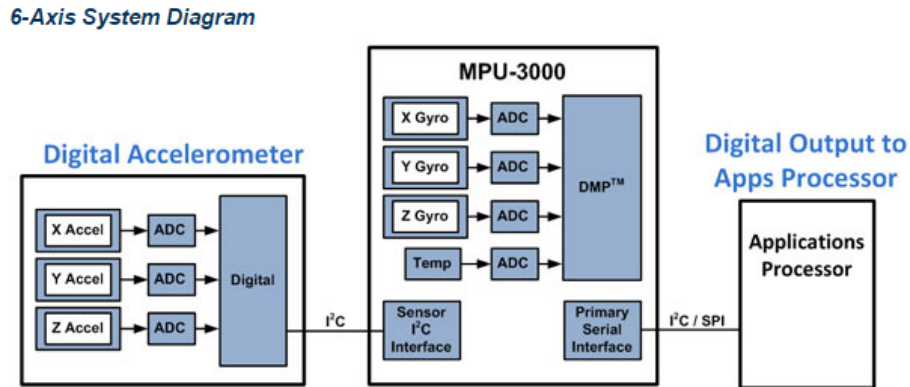 6-Axis System Diagram
MPU-3000
X Gyro
ADC
Y Gyro
ADC
DMP™
Z Gyro
ADC
Temp
ADC
Sensor
I²C
Interface
Primary
Serial
Interface
Digital Accelerometer
X Accel
ADC
Y Accel
ADC
Digital
Z Accel
ADC
I²C
I²C / SPI
Digital Output to
Apps Processor
Applications
Processor